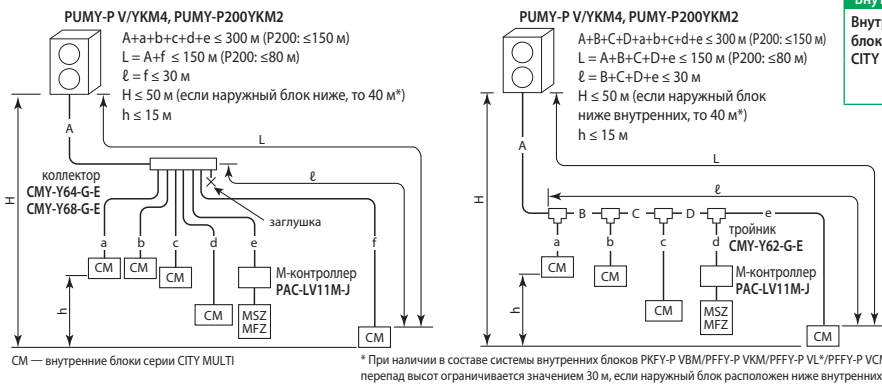 PUMY-P V/YKM4, PUMY-P200YKM2
A+a+b+c+d+e ≤ 300 м (P200: ≤150 м)
L = A+f ≤ 150 м (P200: ≤80 м)
ℓ = f ≤ 30 м
H ≤ 50 м (если наружный блок ниже, то 40 м*)
h ≤ 15 м
A
L
H
коллектор
CMY-Y64-G-E
CMY-Y68-G-E
ℓ
заглушка
a b c d e f
CM CM CM
М-контроллер
PAC-LV11M-J
h
CM
MSZ
MFZ
CM
CM — внутренние блоки серии CITY MULTI
PUMY-P V/YKM4, PUMY-P200YKM2
A+B+C+D+a+b+c+d+e ≤ 300 м (P200: ≤150 м)
L = A+B+C+D+e ≤ 150 м (P200: ≤80 м)
ℓ = B+C+D+e ≤ 30 м
H ≤ 50 м (если наружный блок
ниже внутренних, то 40 м*)
h ≤ 15 м
A
L
H
ℓ
B C D e
тройник
CMY-Y62-G-E
a b c d
CM CM
М-контроллер
PAC-LV11M-J
h
CM
MSZ
MFZ
CM
* При наличии в составе системы внутренних блоков PKFY-P VBM/PFFY-P VKM/PFFY-P VL*/PFFY-P VCM
перепад высот ограничивается значением 30 м, если наружный блок расположен ниже внутренних
Внутр
блок
CITY